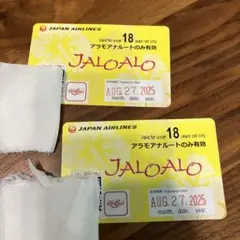 JAPAN AIRLINES
Valid for under 18 years old only
アラモアナルートのみ有効
JALOALO
AUG. 27. 2025
month. date year.
JAPAN AIRLINES
Valid for under 18 years old only
アラモアナルートのみ有効
JALOALO
AUG. 27. 2025
month. date year.